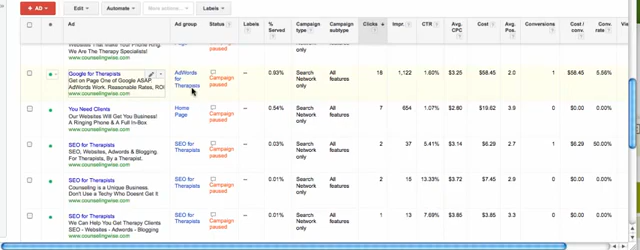 + AD Edit Automate More actions... Labels
Ad Ad group Status Labels % Served Campaign type Campaign subtype Clicks Impr. CTR Avg. CPC Cost Avg. Pos. Conversions Cost / conv. Conv. rate
We Are The Therapy Specialists!
www.counselingwise.com
paused
Network only
Google for Therapists
Get on Page One of Google ASAP.
AdWords Work. Reasonable Rates, ROI
www.counselingwise.com
AdWords for Therapists
Campaign paused
--
0.93%
Search Network only
All features
18 1,122 1.60% $3.25 $58.45 2.0 1 $58.45 5.56%
You Need Clients
Our Websites Will Get You Business!
A Ringing Phone & A Full In-Box
www.counselingwise.com
Home Page
Campaign paused
--
0.54%
Search Network only
All features
7 654 1.07% $2.80 $19.62 3.9 0 $0.00 0.00%
SEO for Therapists
SEO, Websites, Adwords & Blogging
For Therapists, By a Therapist.
www.counselingwise.com
SEO for Therapists
Campaign paused
--
0.03%
Search Network only
All features
2 37 5.41% $3.14 $6.29 2.7 1 $6.29 50.00%
SEO for Therapists
Counseling is a Unique Business.
Don't Use a Techy Who Doesnt Get it
www.counselingwise.com
SEO for Therapists
Campaign paused
--
0.01%
Search Network only
All features
2 15 13.33% $3.72 $7.45 2.9 0 $0.00 0.00%
SEO for Therapists
We Can Help You Get Therapy Clients
SEO - Websites - Adwords - Blogging
www.counselingwise.com
SEO for Therapists
Campaign paused
--
0.01%
Search Network only
All features
1 13 7.69% $3.85 $3.85 3.3 0 $0.00 0.00%